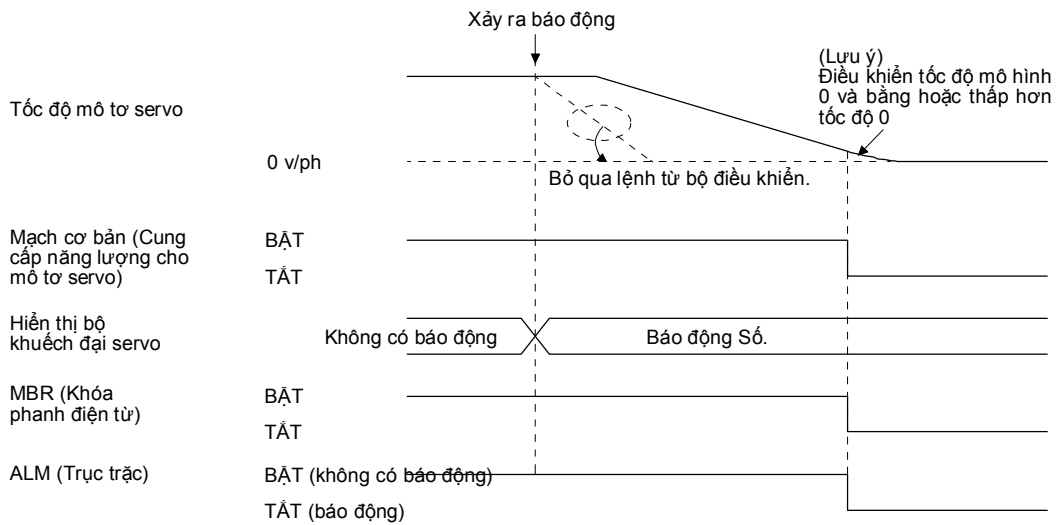 Xảy ra báo động
(Lưu ý)
Điều khiển tốc độ mô hình
0 và bằng hoặc thấp hơn
tốc độ 0
Tốc độ mô tơ servo
0 v/ph
Bỏ qua lệnh từ bộ điều khiển.
Mạch cơ bản (Cung
cấp năng lượng cho
mô tơ servo)
BẬT
TẮT
Hiển thị bộ
khuếch đại servo
Không có báo động
Báo động Số.
MBR (Khóa
phanh điện từ)
BẬT
TẮT
ALM (Trục trặc)
BẬT (không có báo động)
TẮT (báo động)